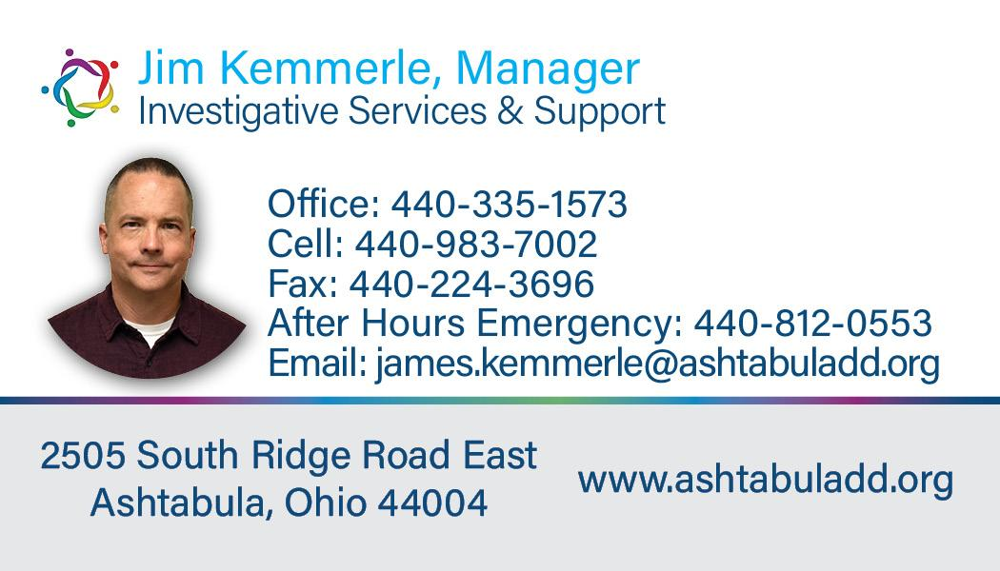 Jim Kemmerle, Manager
Investigative Services & Support
Office: 440-335-1573
Cell: 440-983-7002
Fax: 440-224-3696
After Hours Emergency: 440-812-0553
Email: james.kemmerle@ashtabuladd.org
2505 South Ridge Road East
Ashtabula, Ohio 44004
www.ashtabuladd.org